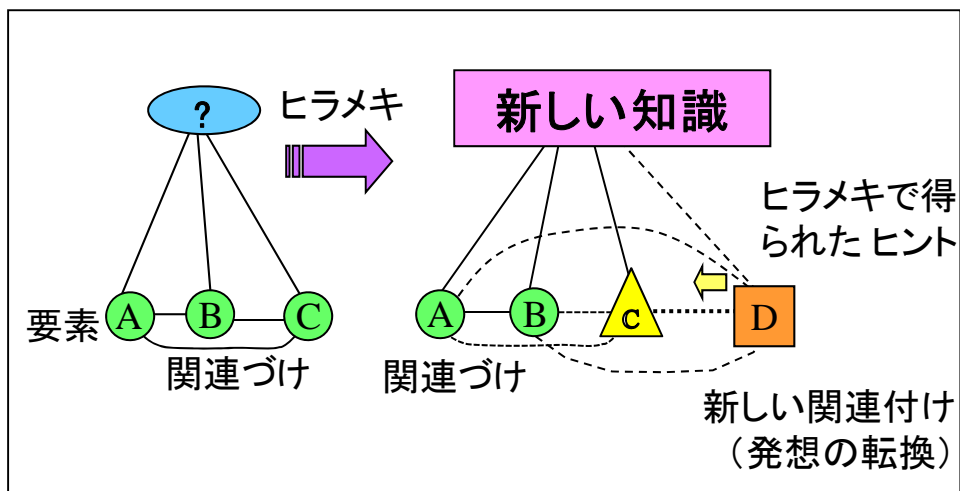 ?
ヒラメキ
新しい知識
ヒラメキで得
られた ヒント
要素
A
B
C
関連づけ
A
B
C
D
関連づけ
新しい関連付け
(発想の転換)